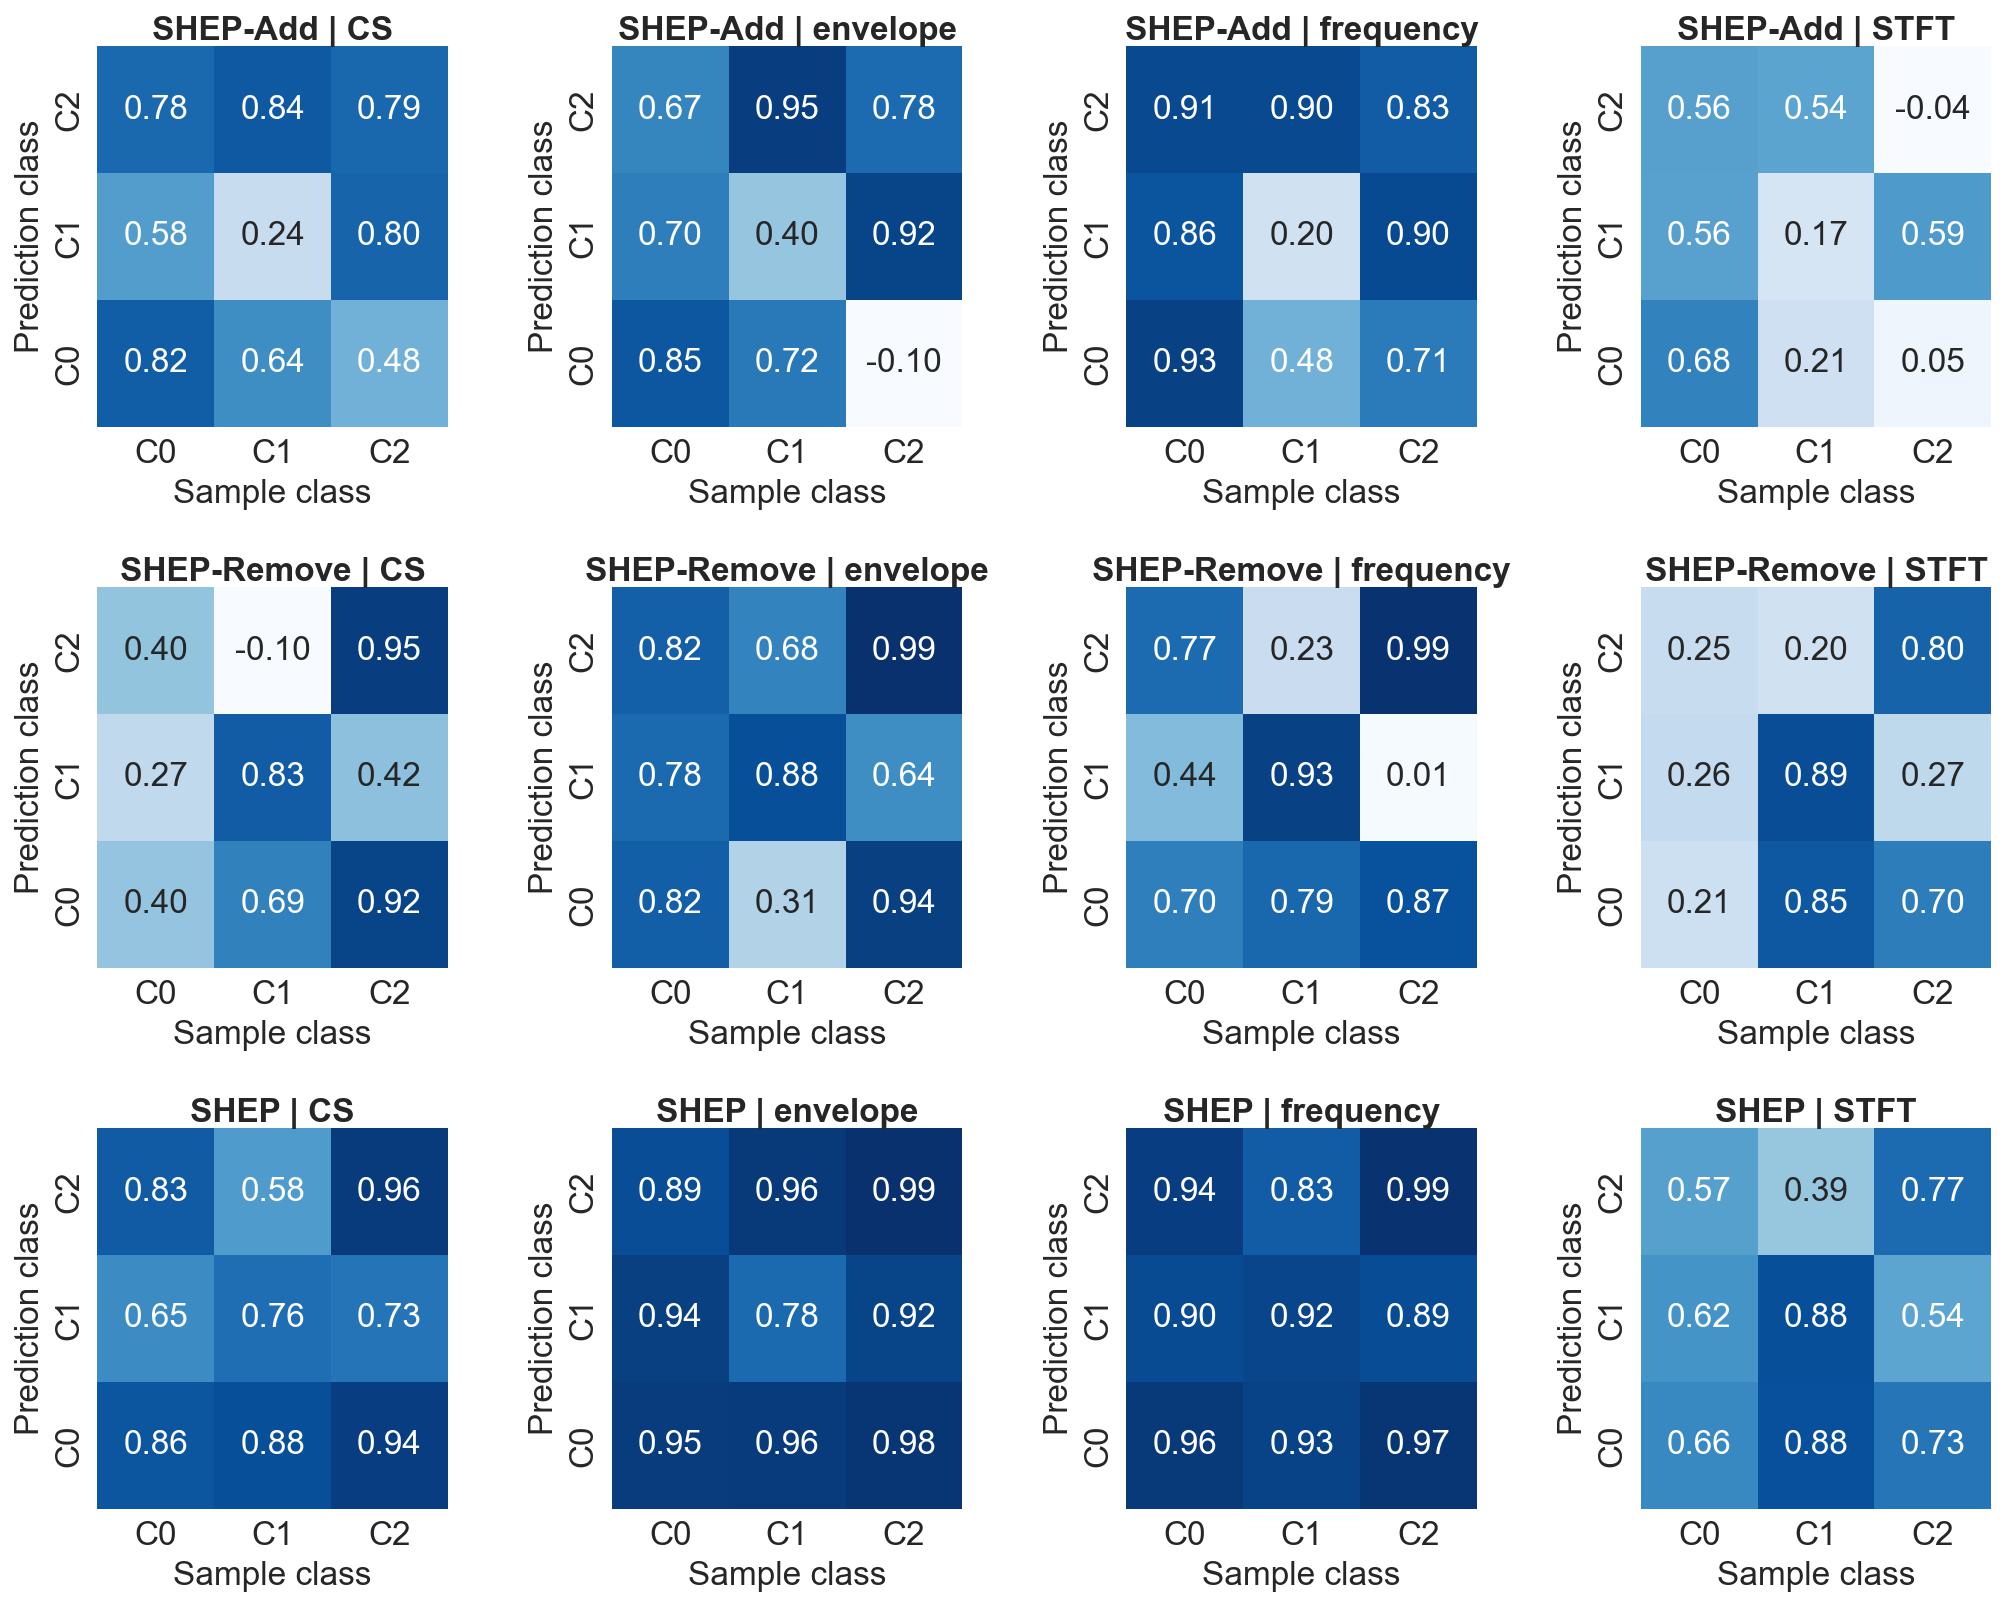 SHEP-Add | CS
Prediction class
C2
0.78 0.84 0.79
C1
0.58 0.24 0.80
C0
0.82 0.64 0.48
C0 C1 C2
Sample class
SHEP-Add | envelope
Prediction class
C2
0.67 0.95 0.78
C1
0.70 0.40 0.92
C0
0.85 0.72 -0.10
C0 C1 C2
Sample class
SHEP-Add | frequency
Prediction class
C2
0.91 0.90 0.83
C1
0.86 0.20 0.90
C0
0.93 0.48 0.71
C0 C1 C2
Sample class
SHEP-Add | STFT
Prediction class
C2
0.56 0.54 -0.04
C1
0.56 0.17 0.59
C0
0.68 0.21 0.05
C0 C1 C2
Sample class
SHEP-Remove | CS
Prediction class
C2
0.40 -0.10 0.95
C1
0.27 0.83 0.42
C0
0.40 0.69 0.92
C0 C1 C2
Sample class
SHEP-Remove | envelope
Prediction class
C2
0.82 0.68 0.99
C1
0.78 0.88 0.64
C0
0.82 0.31 0.94
C0 C1 C2
Sample class
SHEP-Remove | frequency
Prediction class
C2
0.77 0.23 0.99
C1
0.44 0.93 0.01
C0
0.70 0.79 0.87
C0 C1 C2
Sample class
SHEP-Remove | STFT
Prediction class
C2
0.25 0.20 0.80
C1
0.26 0.89 0.27
C0
0.21 0.85 0.70
C0 C1 C2
Sample class
SHEP | CS
Prediction class
C2
0.83 0.58 0.96
C1
0.65 0.76 0.73
C0
0.86 0.88 0.94
C0 C1 C2
Sample class
SHEP | envelope
Prediction class
C2
0.89 0.96 0.99
C1
0.94 0.78 0.92
C0
0.95 0.96 0.98
C0 C1 C2
Sample class
SHEP | frequency
Prediction class
C2
0.94 0.83 0.99
C1
0.90 0.92 0.89
C0
0.96 0.93 0.97
C0 C1 C2
Sample class
SHEP | STFT
Prediction class
C2
0.57 0.39 0.77
C1
0.62 0.88 0.54
C0
0.66 0.88 0.73
C0 C1 C2
Sample class